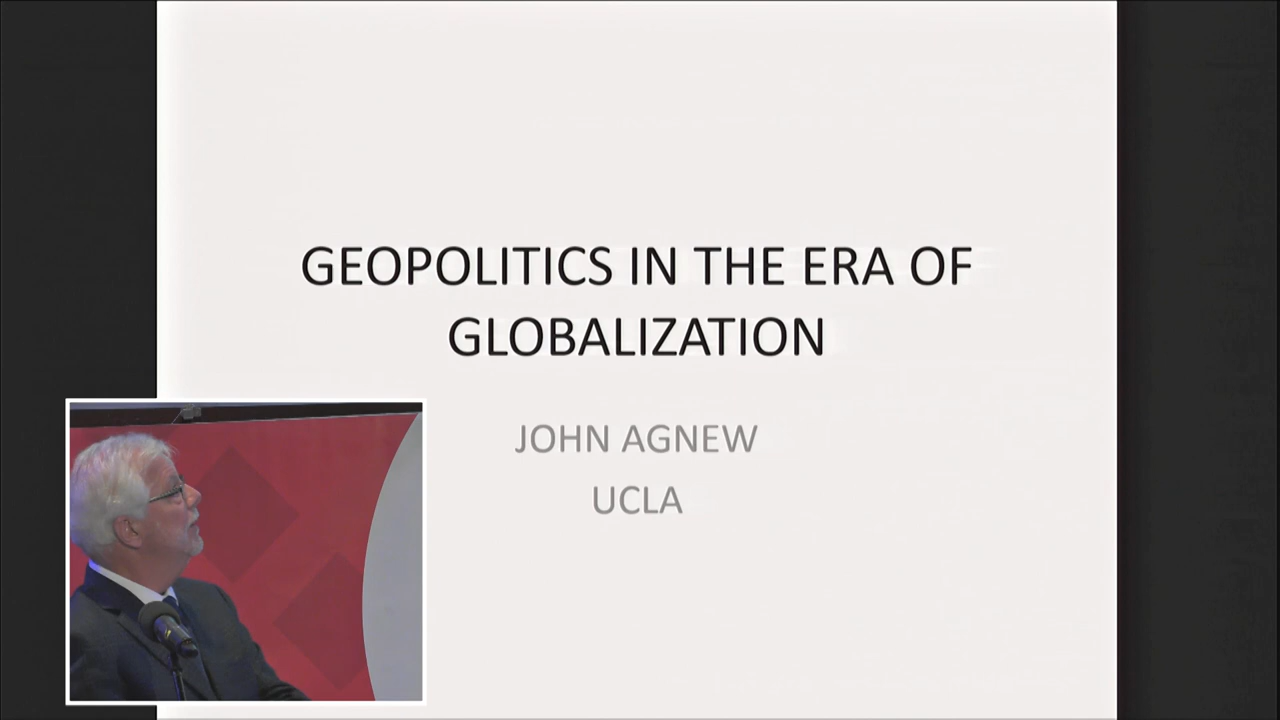 GEOPOLITICS IN THE ERA OF
GLOBALIZATION
JOHN AGNEW
UCLA